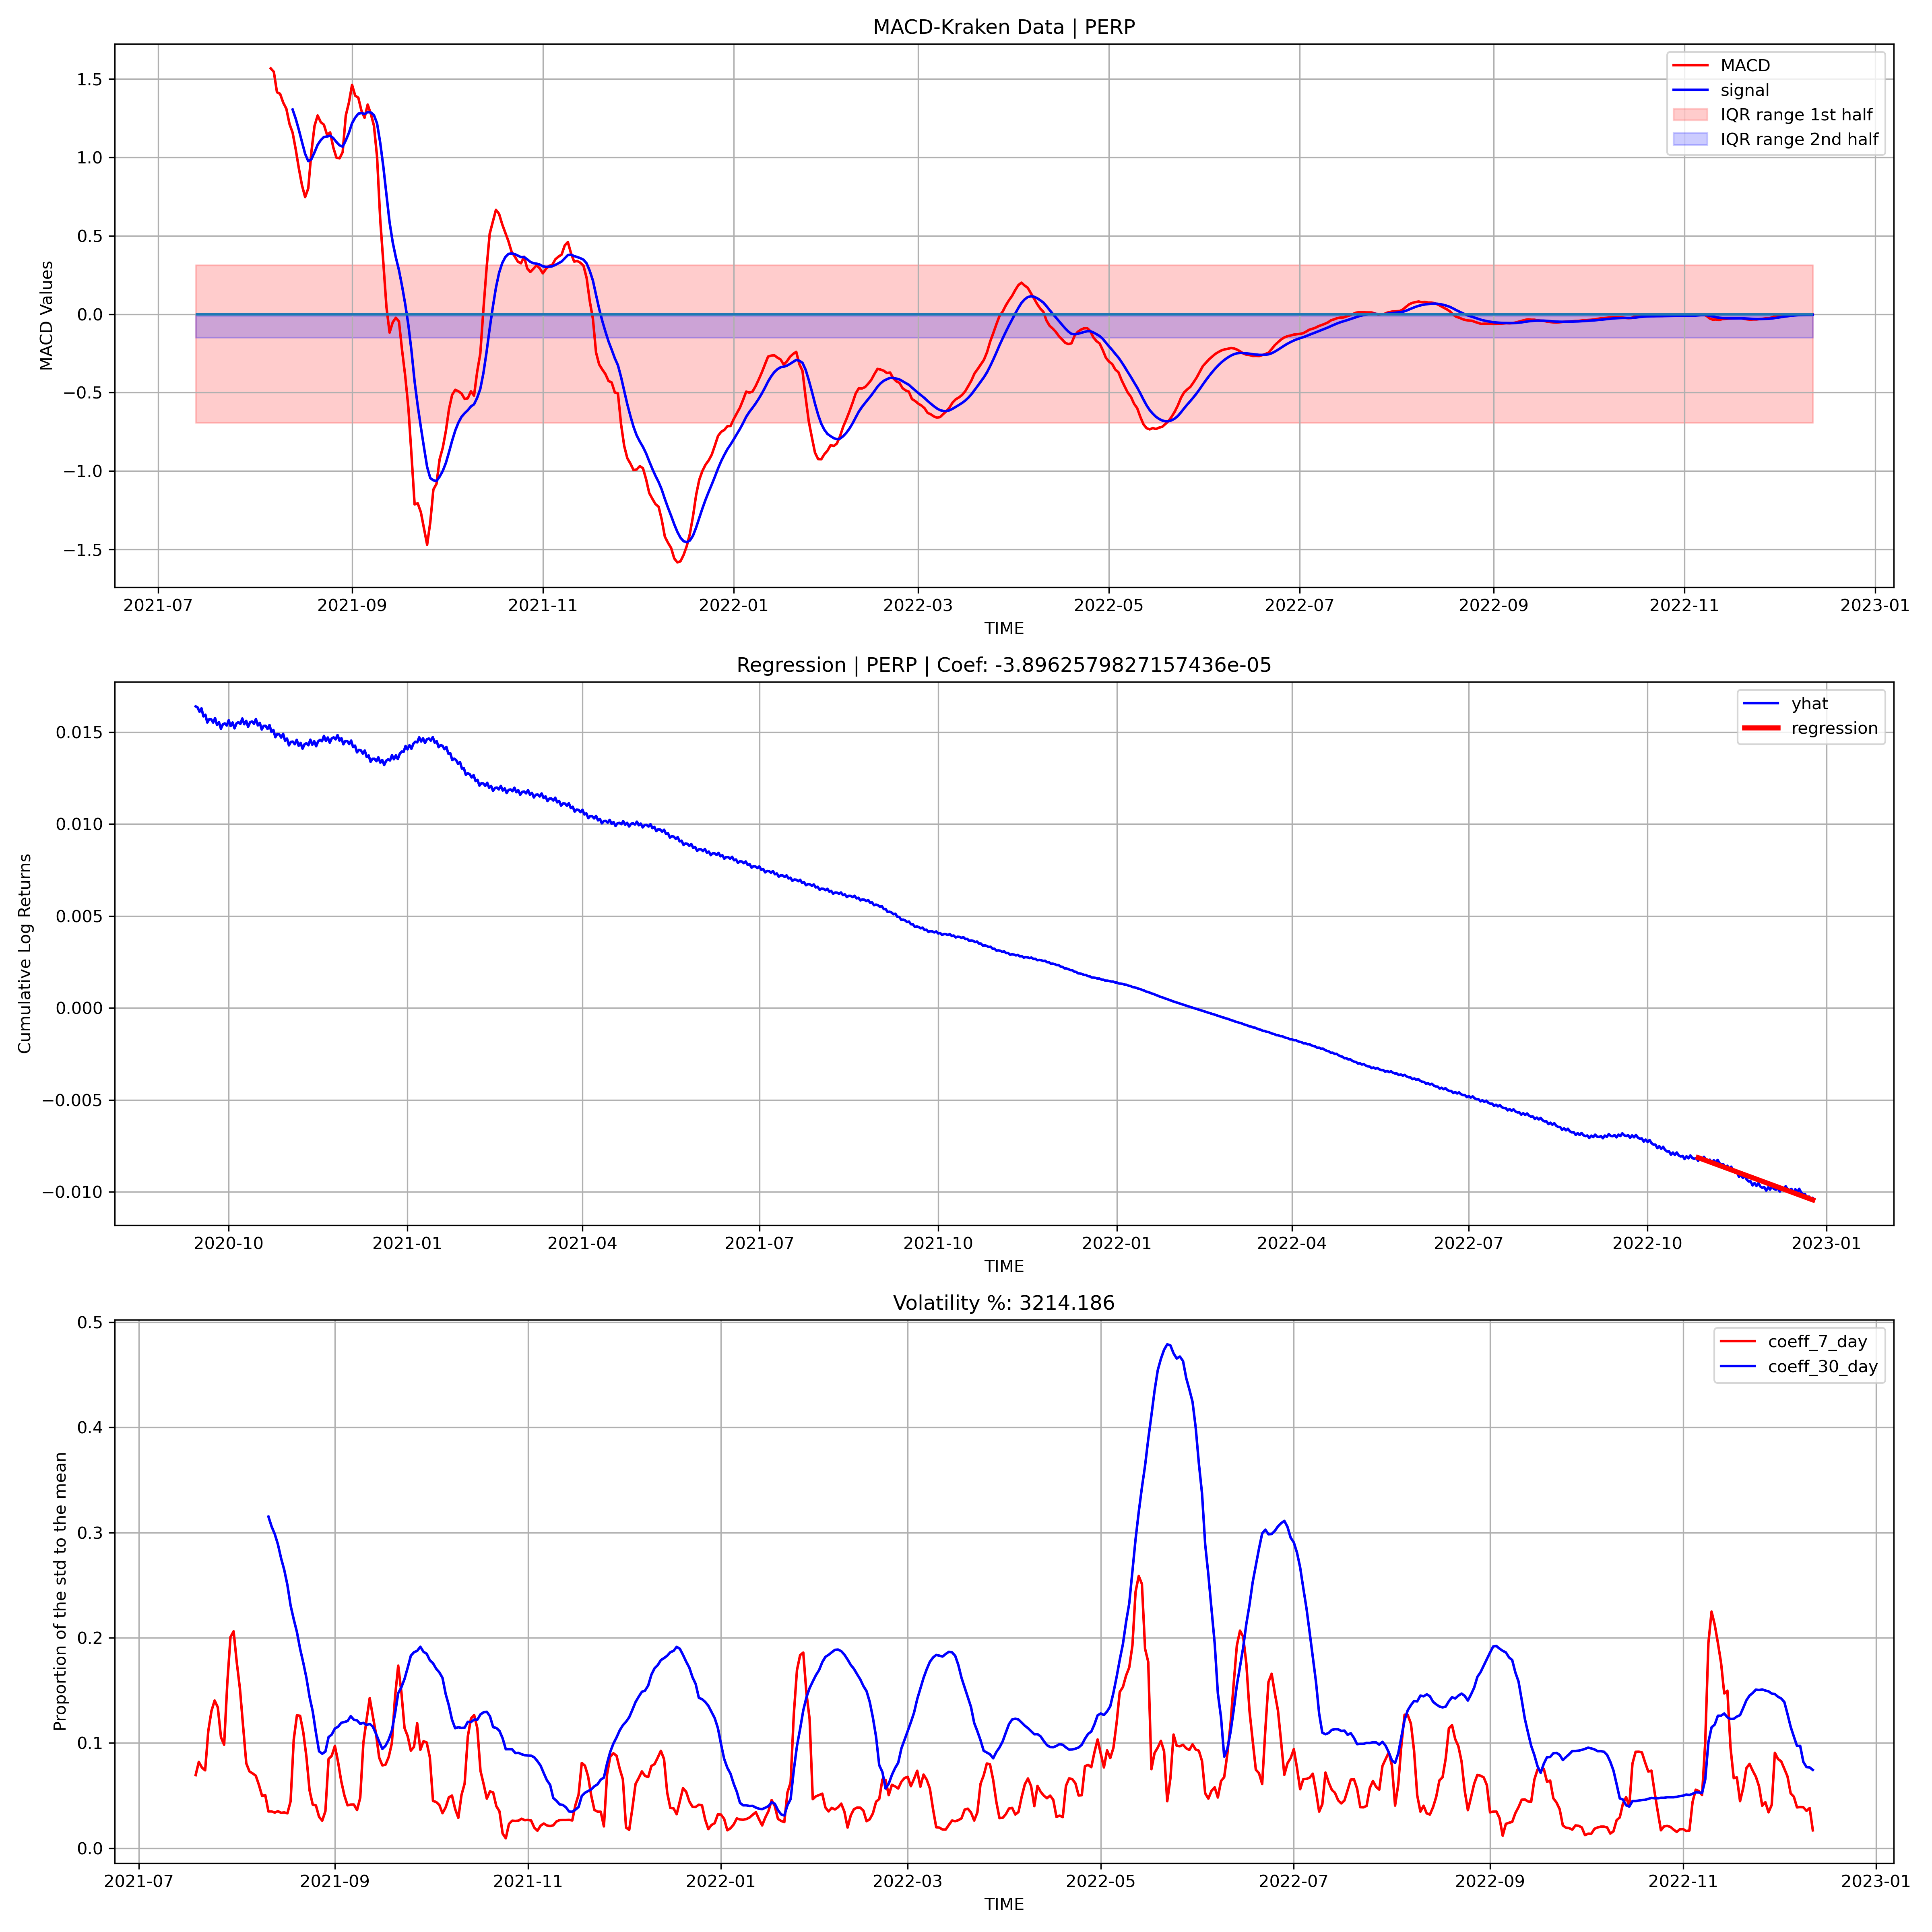 MACD-Kraken Data | PERP
MACD Values
1.5
1.0
0.5
0.0
−0.5
−1.0
−1.5
MACD
signal
IQR range 1st half
IQR range 2nd half
2021-07 2021-09 2021-11 2022-01 2022-03 2022-05 2022-07 2022-09 2022-11 2023-01
TIME
Regression | PERP | Coef: -3.8962579827157436e-05
Cumulative Log Returns
0.015
0.010
0.005
0.000
−0.005
−0.010
yhat
regression
2020-10 2021-01 2021-04 2021-07 2021-10 2022-01 2022-04 2022-07 2022-10 2023-01
TIME
Volatility %: 3214.186
Proportion of the std to the mean
0.5
0.4
0.3
0.2
0.1
0.0
coeff_7_day
coeff_30_day
2021-07 2021-09 2021-11 2022-01 2022-03 2022-05 2022-07 2022-09 2022-11 2023-01
TIME